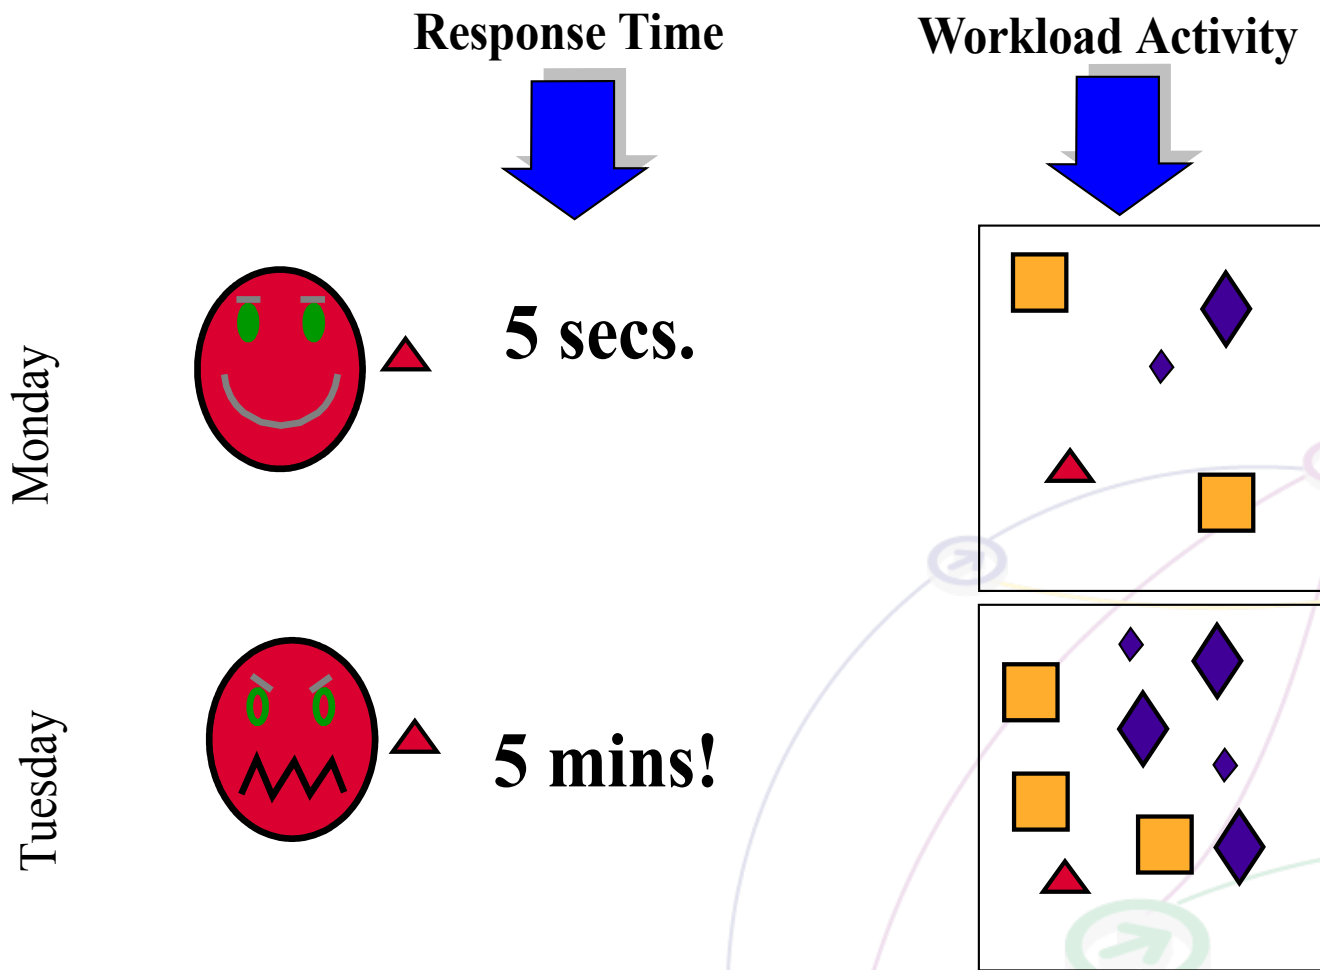 Response Time
Workload Activity
Monday
5 secs.
Tuesday
5 mins!